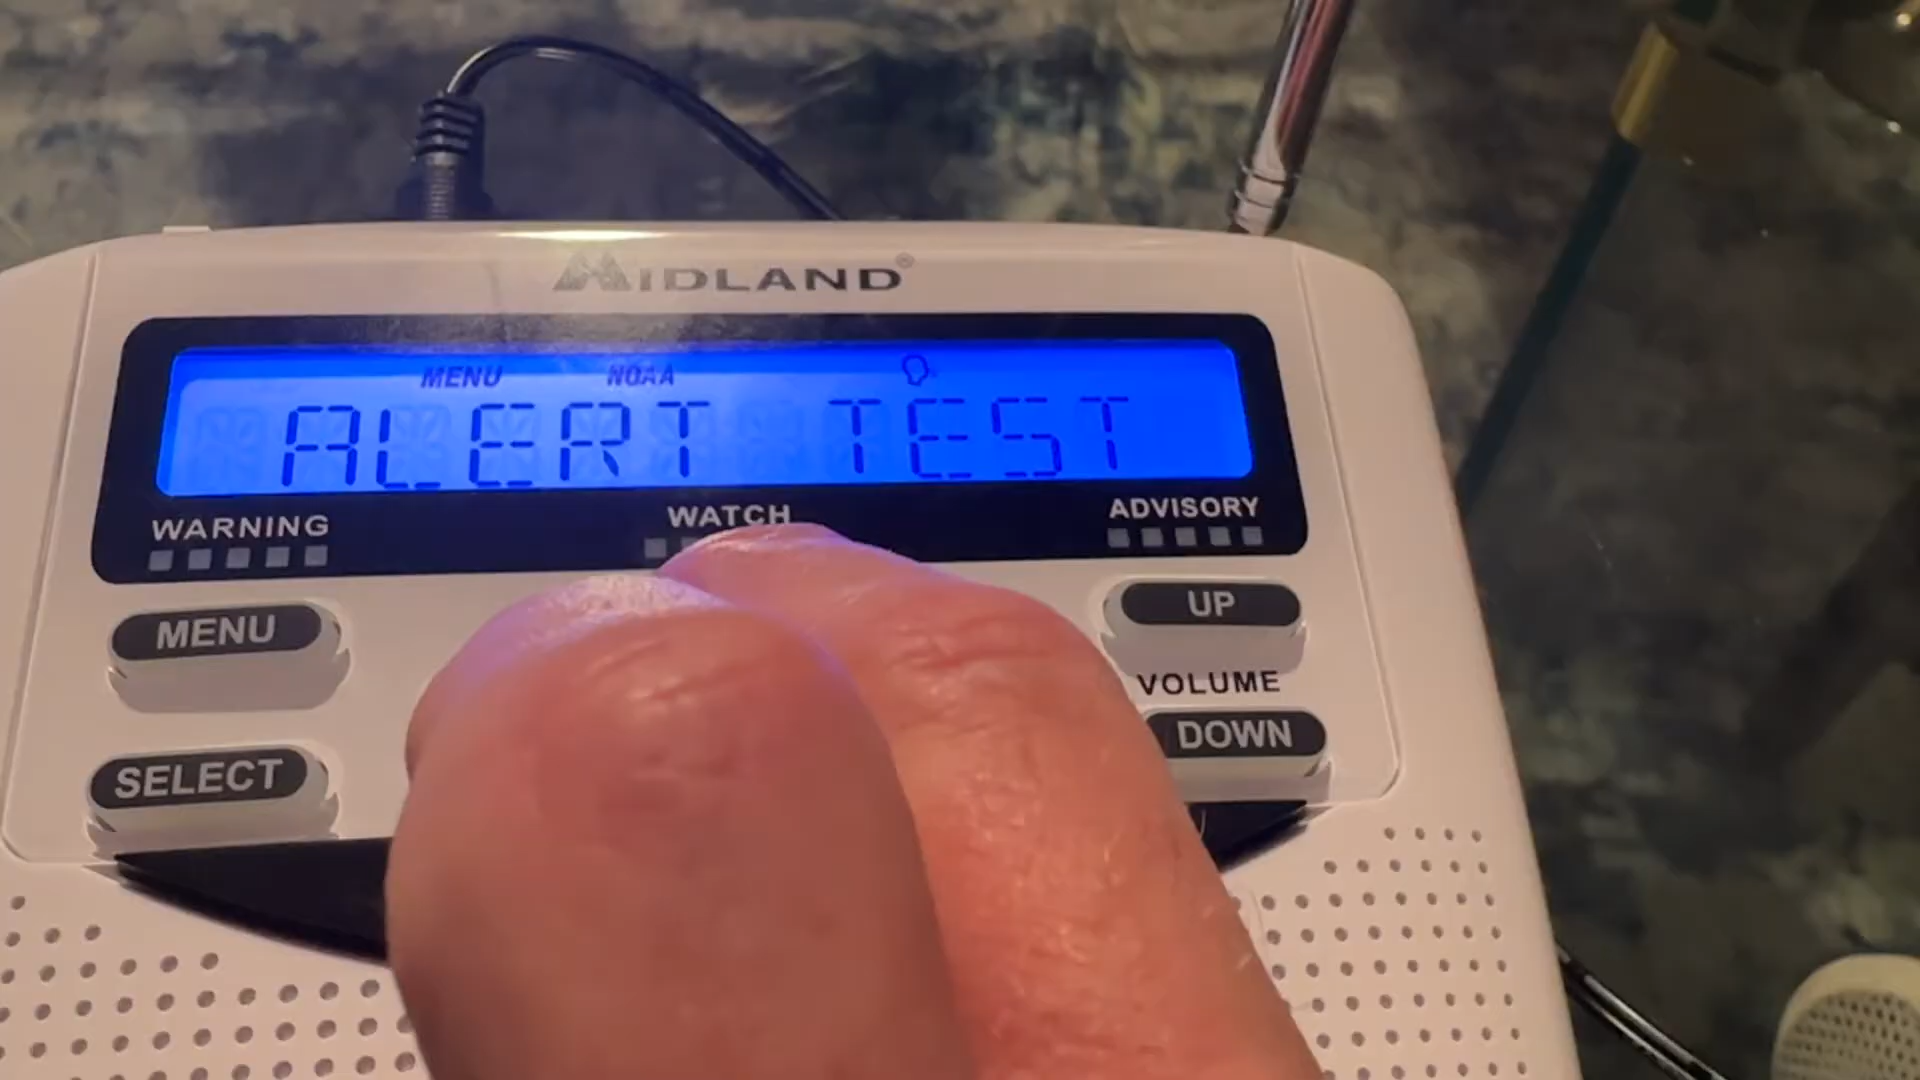 MIDLAND®
MENU NOAA
ALERT TEST
WARNING WATCH ADVISORY
MENU
UP
VOLUME
SELECT
DOWN